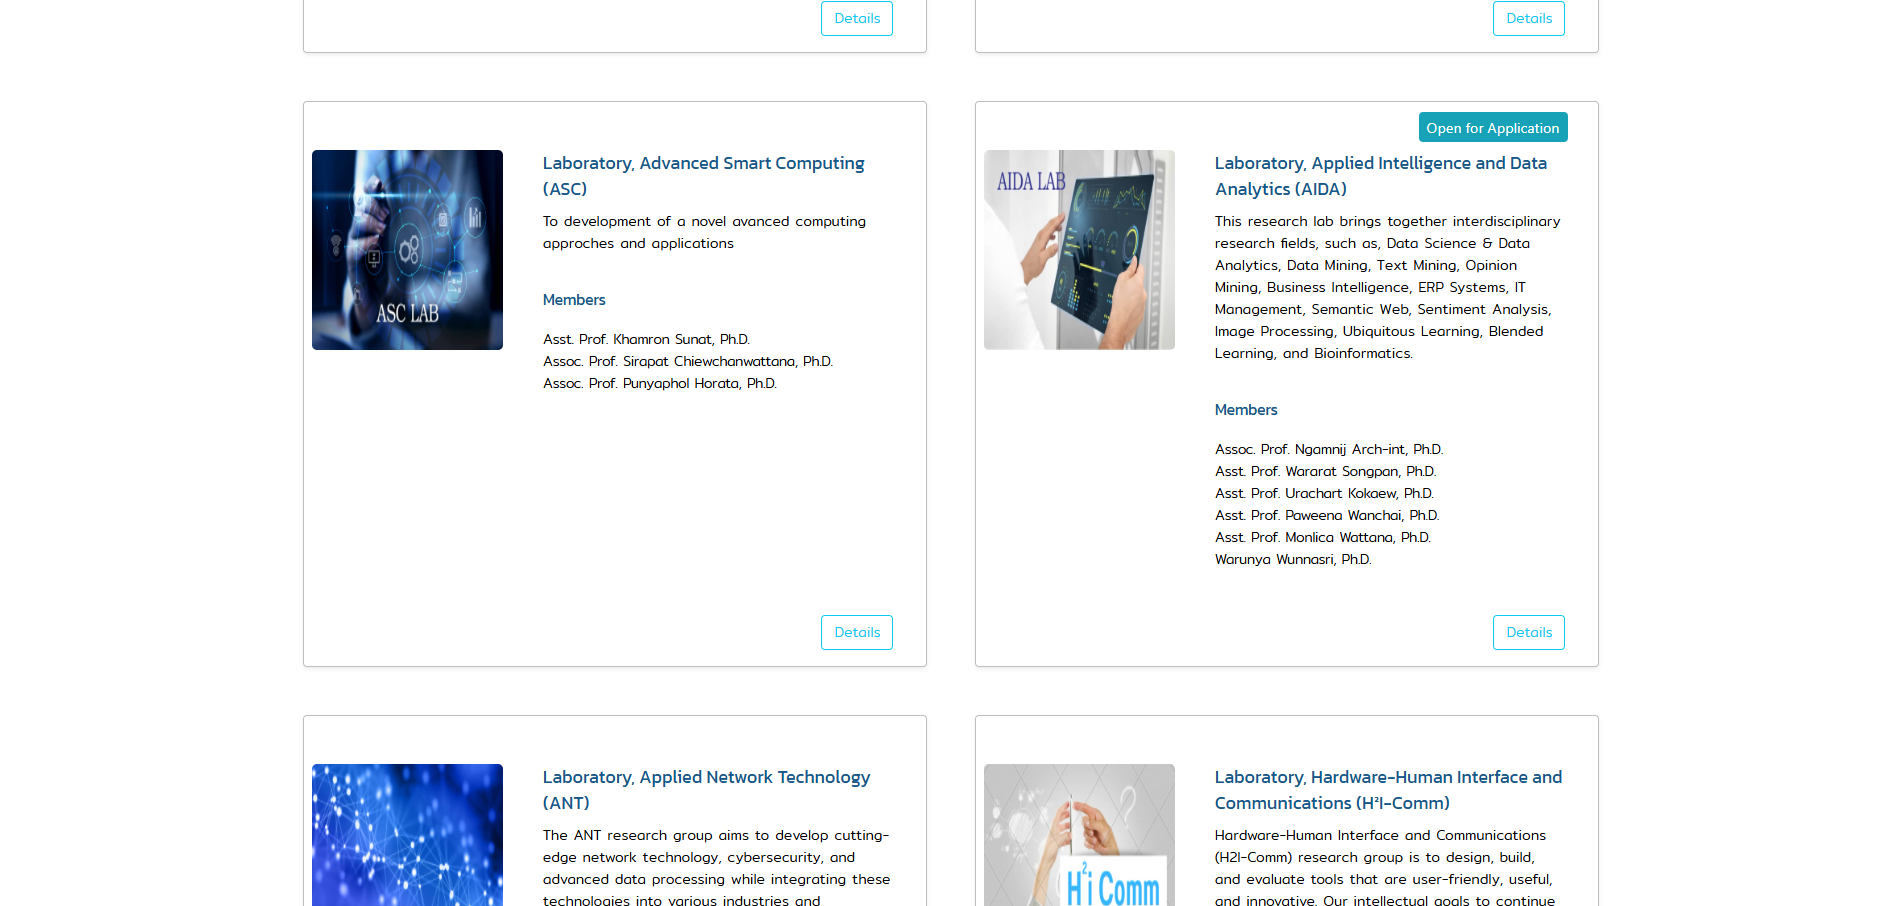 Details
Details
ASC LAB
Laboratory, Advanced Smart Computing
(ASC)
To development of a novel avanced computing
approches and applications
Members
Asst. Prof. Khamron Sunat, Ph.D.
Assoc. Prof. Sirapat Chiewchanwattana, Ph.D.
Assoc. Prof. Punyaphol Horata, Ph.D.
Details
Open for Application
AIDA LAB
Laboratory, Applied Intelligence and Data
Analytics (AIDA)
This research lab brings together interdisciplinary
research fields, such as, Data Science & Data
Analytics, Data Mining, Text Mining, Opinion
Mining, Business Intelligence, ERP Systems, IT
Management, Semantic Web, Sentiment Analysis,
Image Processing, Ubiquitous Learning, Blended
Learning, and Bioinformatics.
Members
Assoc. Prof. Ngamnij Arch-int, Ph.D.
Asst. Prof. Wararat Songpan, Ph.D.
Asst. Prof. Urachart Kokaew, Ph.D.
Asst. Prof. Paweena Wanchai, Ph.D.
Asst. Prof. Monlica Wattana, Ph.D.
Warunya Wunnasri, Ph.D.
Details
Laboratory, Applied Network Technology
(ANT)
The ANT research group aims to develop cutting-
edge network technology, cybersecurity, and
advanced data processing while integrating these
technologies into various industries and
H²i Comm
Laboratory, Hardware-Human Interface and
Communications (H²I-Comm)
Hardware-Human Interface and Communications
(H2I-Comm) research group is to design, build,
and evaluate tools that are user-friendly, useful,
and innovative. Our intellectual goals to continue